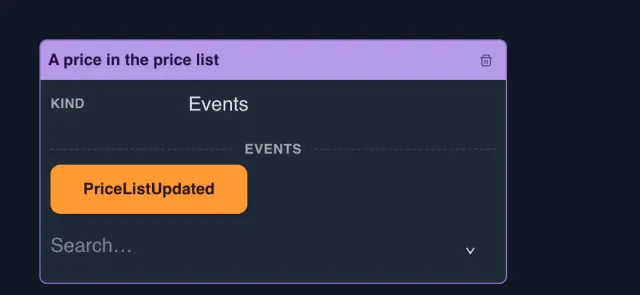 A price in the price list
KIND Events
EVENTS
PriceListUpdated
Search...